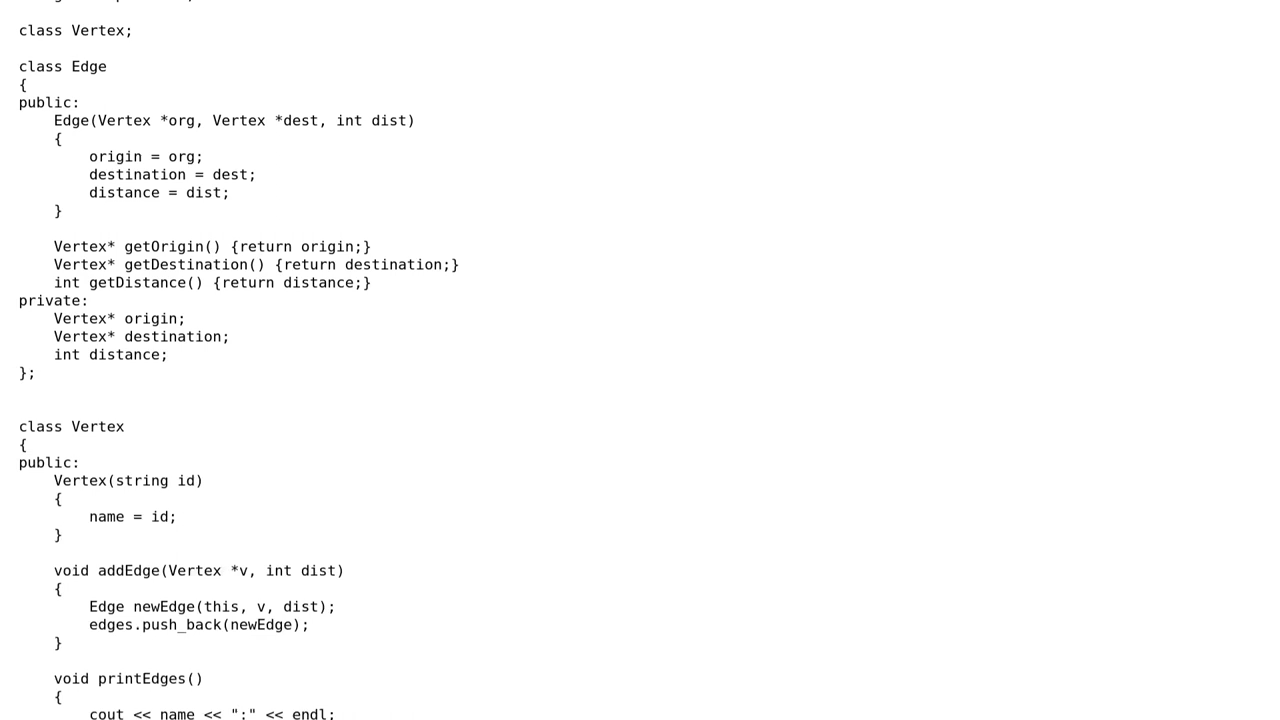 class Vertex;
class Edge
{
public:
    Edge(Vertex *org, Vertex *dest, int dist)
    {
        origin = org;
        destination = dest;
        distance = dist;
    }
    Vertex* getOrigin() {return origin;}
    Vertex* getDestination() {return destination;}
    int getDistance() {return distance;}
private:
    Vertex* origin;
    Vertex* destination;
    int distance;
};
class Vertex
{
public:
    Vertex(string id)
    {
        name = id;
    }
    void addEdge(Vertex *v, int dist)
    {
        Edge newEdge(this, v, dist);
        edges.push_back(newEdge);
    }
    void printEdges()
    {
        cout << name << ":" << endl;